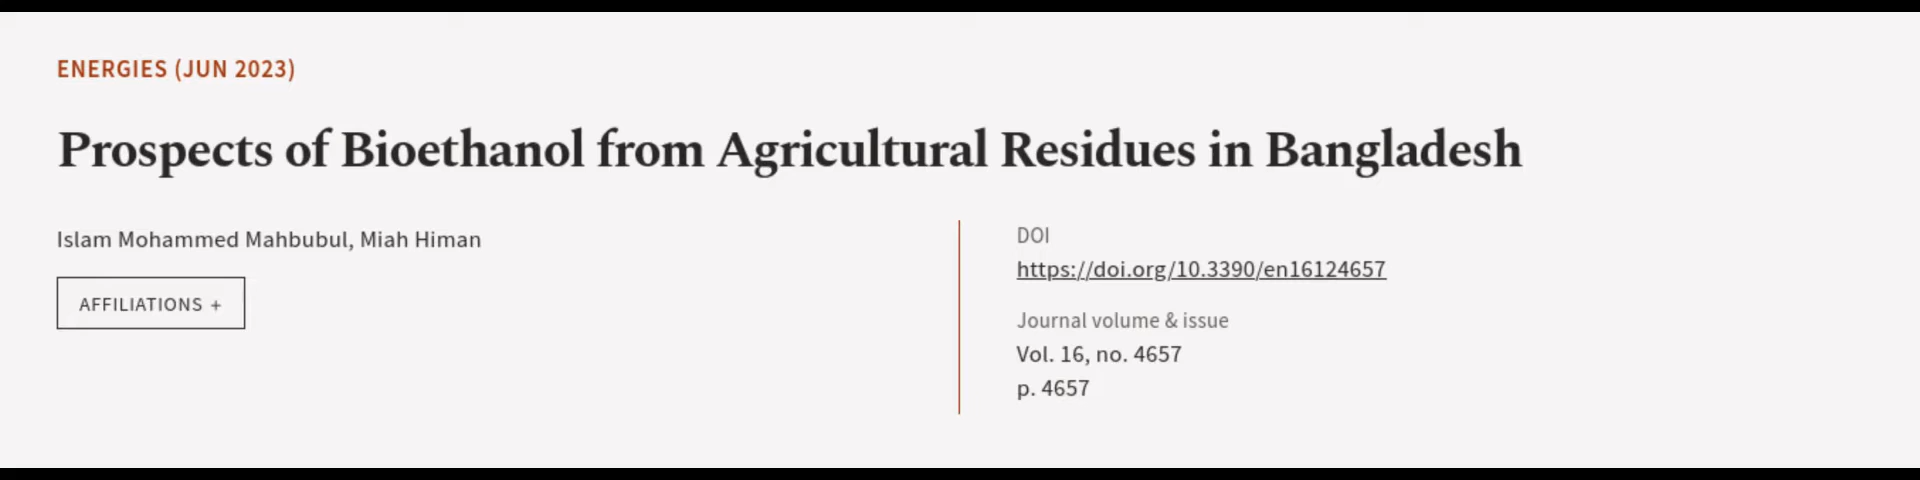 ENERGIES (JUN 2023)
Prospects of Bioethanol from Agricultural Residues in Bangladesh
Islam Mohammed Mahbubul, Miah Himan
AFFILIATIONS +
DOI
https://doi.org/10.3390/en16124657
Journal volume & issue
Vol. 16, no. 4657
p. 4657